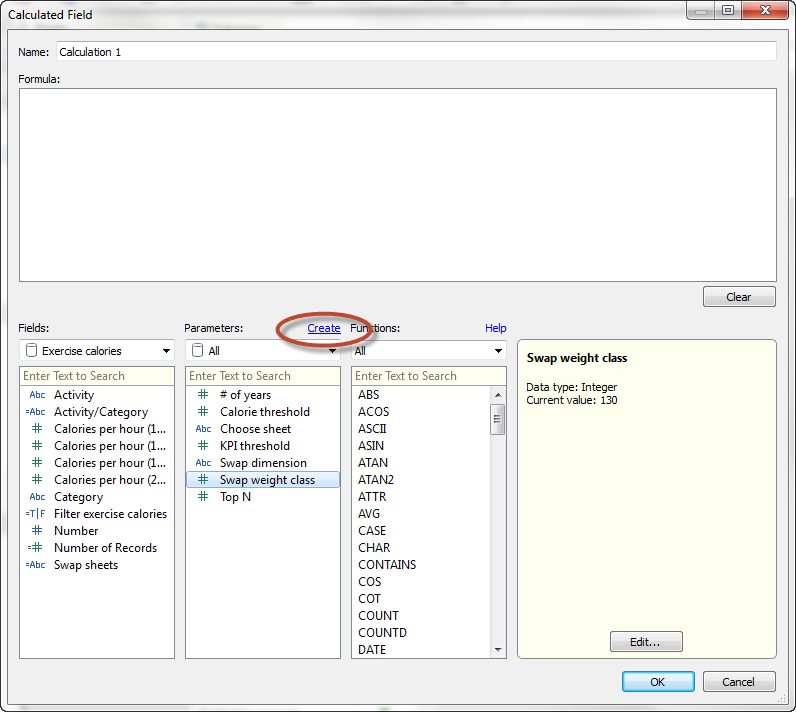 Calculated Field
Name: Calculation 1
Formula:
Clear
Fields:
Exercise calories
Enter Text to Search
Abc Activity
=Abc Activity/Category
# Calories per hour (1...
# Calories per hour (1...
# Calories per hour (1...
# Calories per hour (2...
Abc Category
=T|F Filter exercise calories
# Number
=# Number of Records
=Abc Swap sheets
Parameters: Create
All
Enter Text to Search
# # of years
# Calorie threshold
Abc Choose sheet
# KPI threshold
Abc Swap dimension
# Swap weight class
# Top N
Functions: Help
All
Enter Text to Search
ABS
ACOS
ASCII
ASIN
ATAN
ATAN2
ATTR
AVG
CASE
CHAR
CONTAINS
COS
COT
COUNT
COUNTD
DATE
Swap weight class
Data type: Integer
Current value: 130
Edit...
OK
Cancel